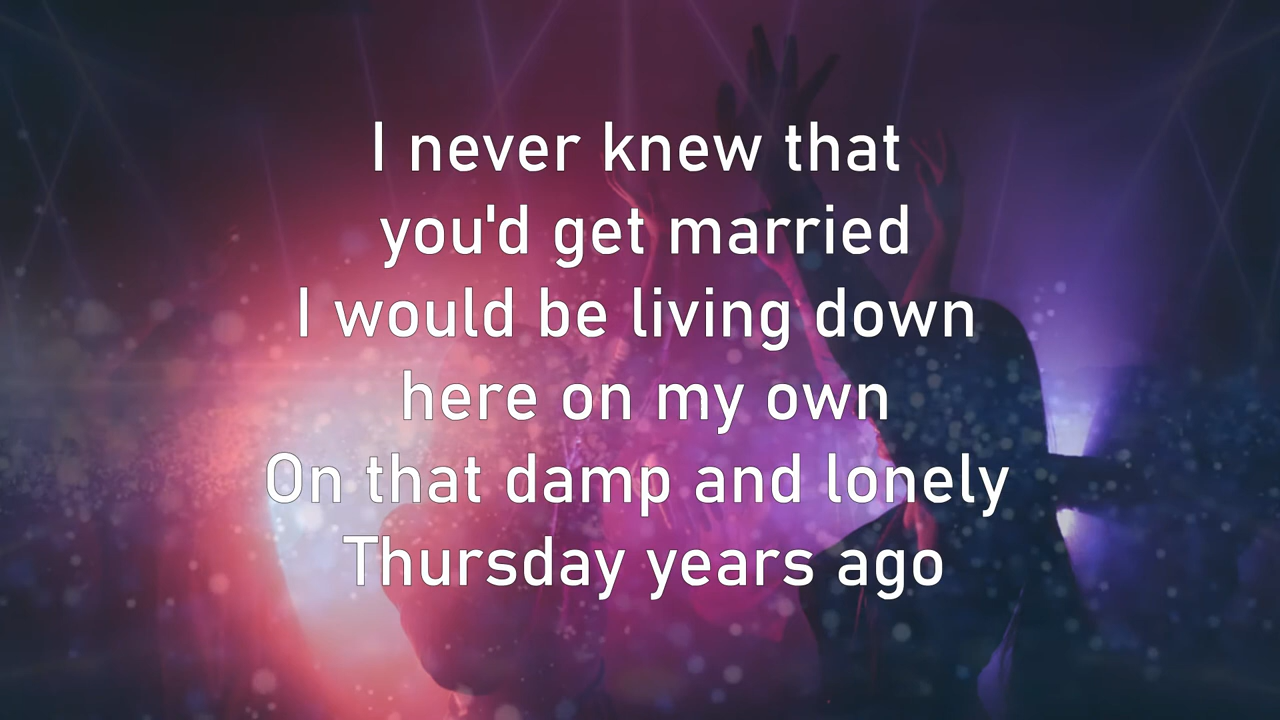 I never knew that
you'd get married
I would be living down
here on my own
On that damp and lonely
Thursday years ago